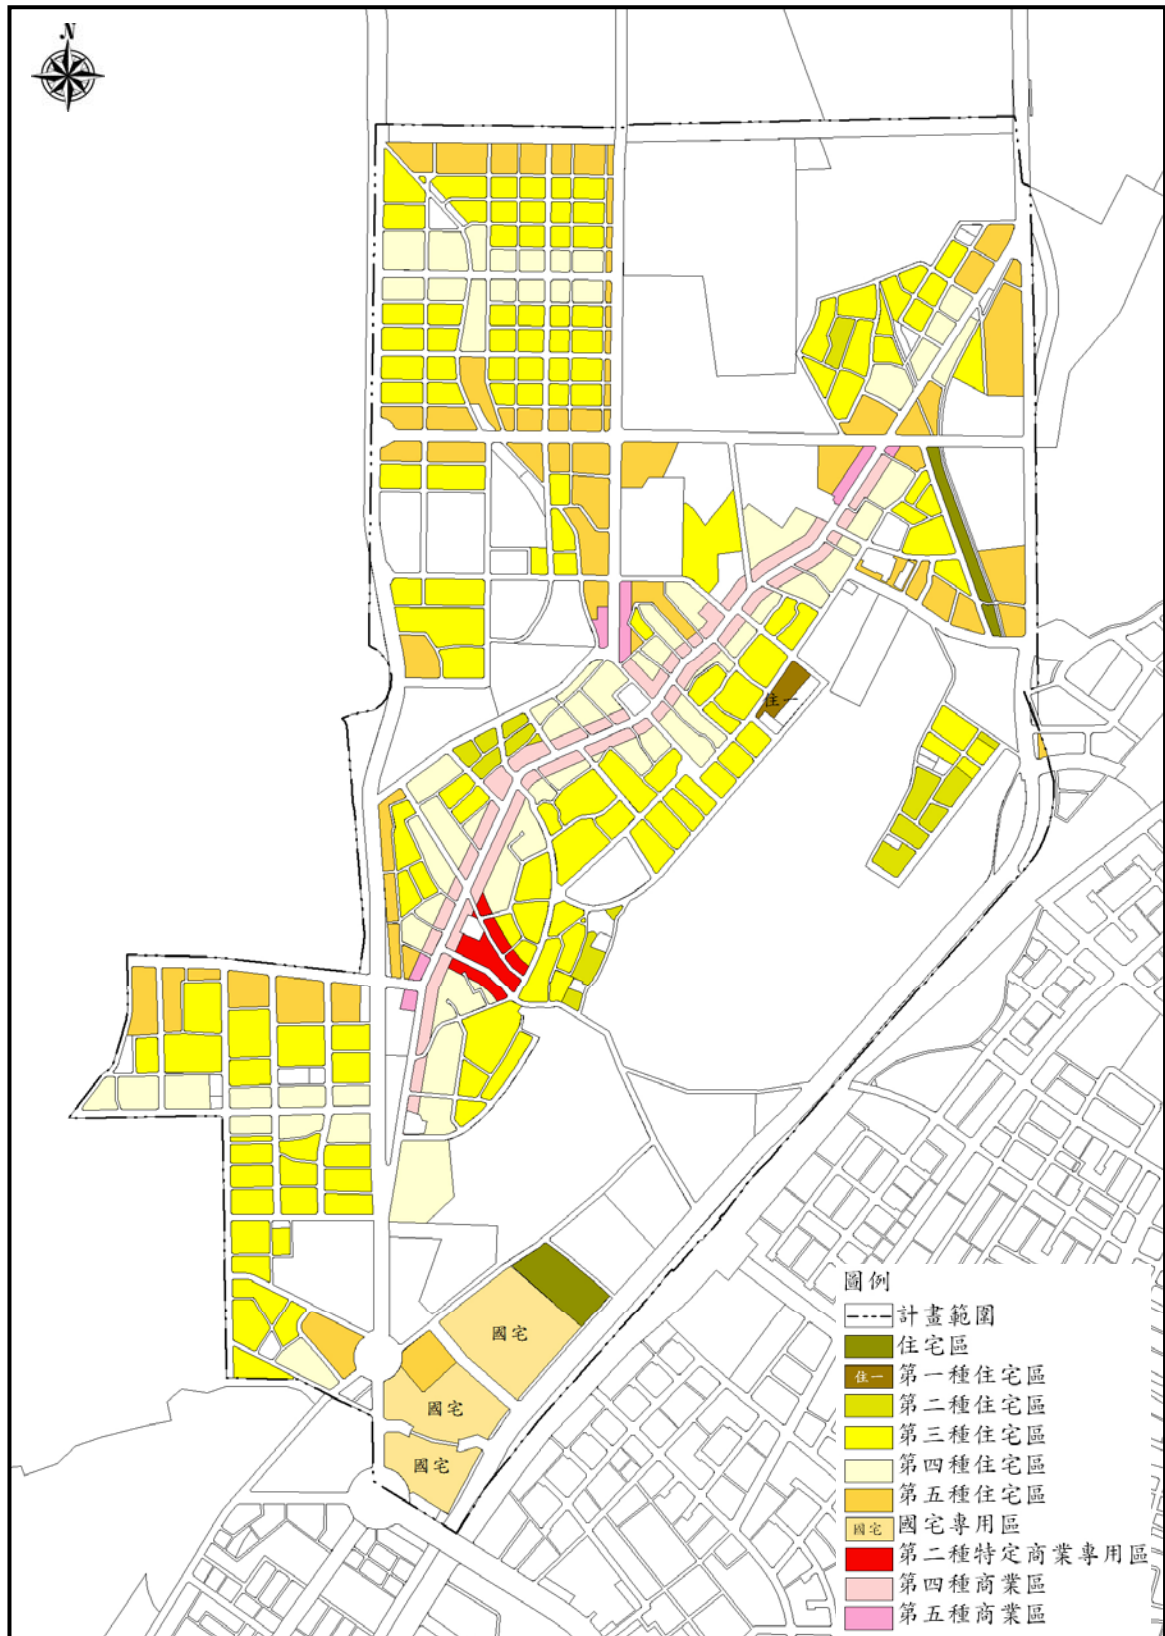 N
住一
國宅
國宅
國宅
圖例
計畫範圍
住宅區
住一 第一種住宅區
第二種住宅區
第三種住宅區
第四種住宅區
第五種住宅區
國宅 國宅專用區
第二種特定商業專用區
第四種商業區
第五種商業區